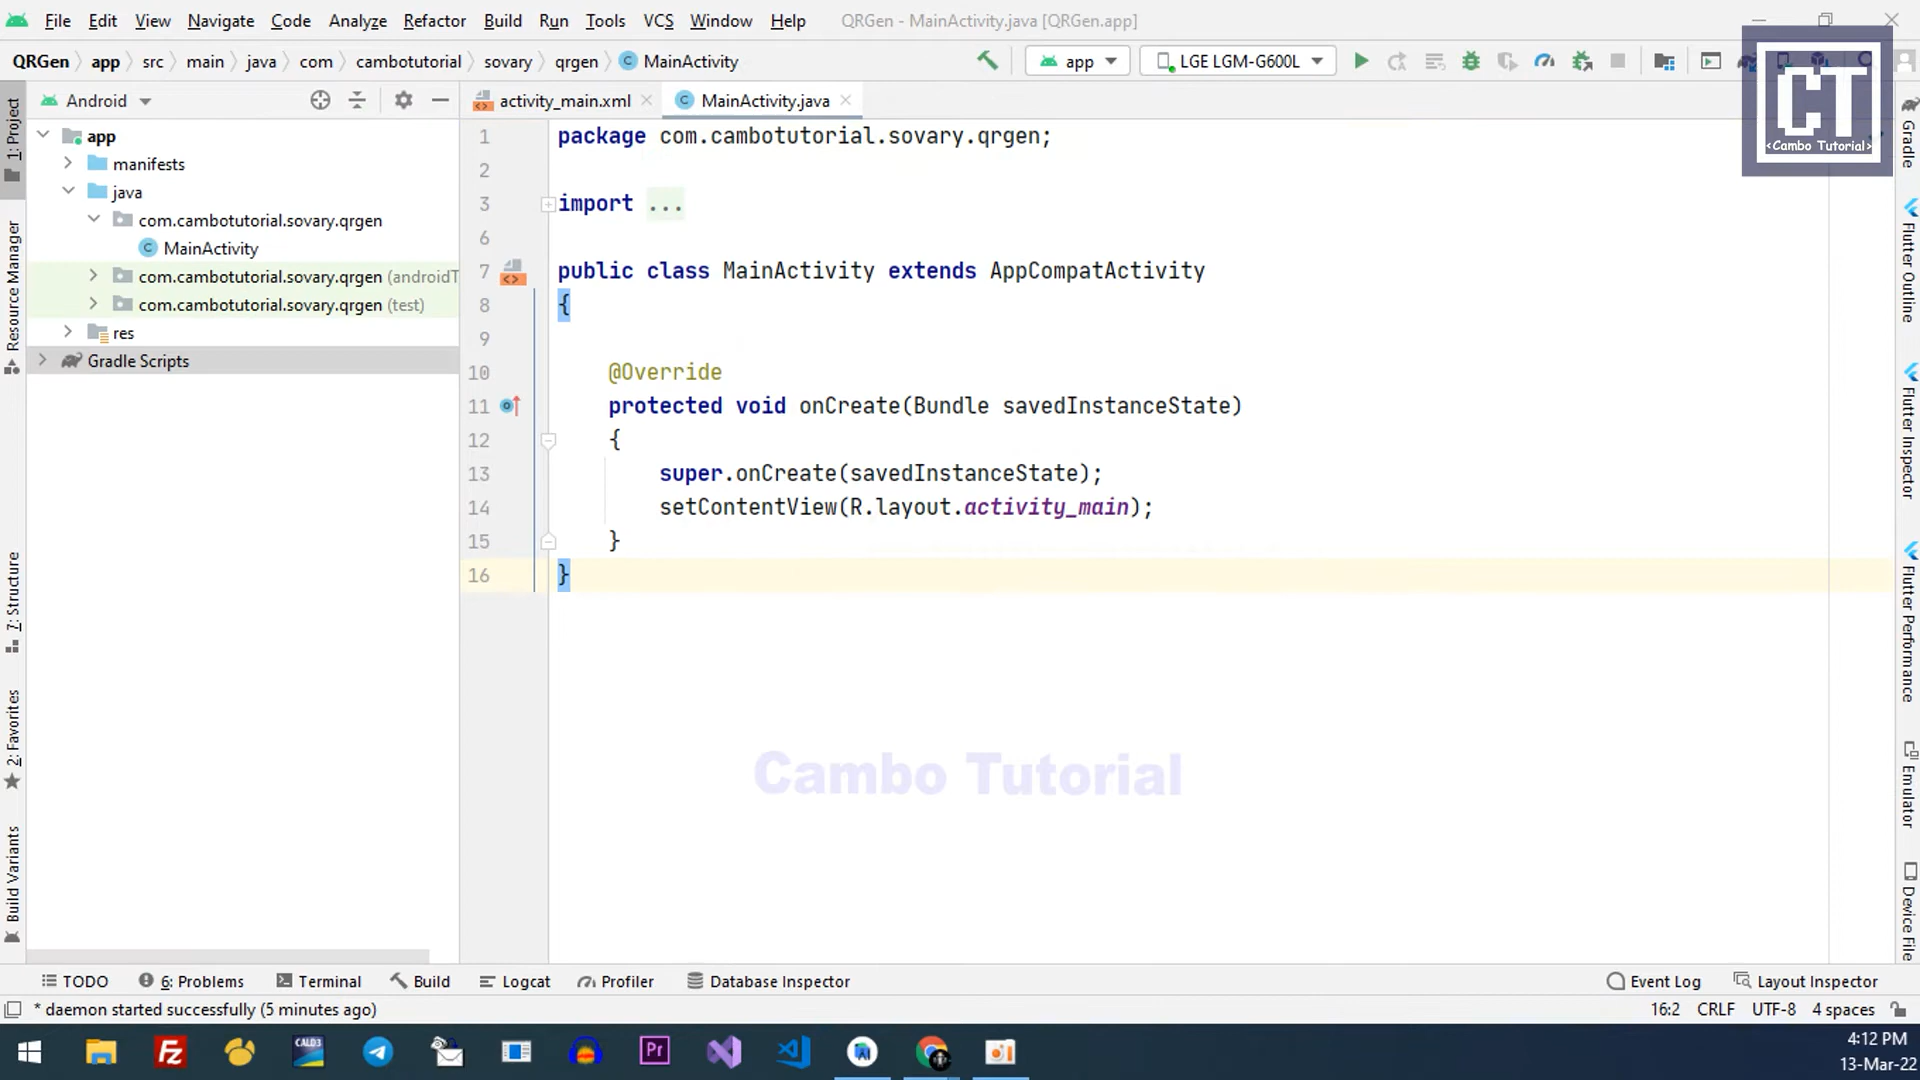 File Edit View Navigate Code Analyze Refactor Build Run Tools VCS Window Help QRGen - MainActivity.java [QRGen.app]
QRGen app src main java com cambotutorial sovary qrgen MainActivity app LGE LGM-G600L
CT
<Cambo Tutorial>
Android
activity_main.xml MainActivity.java
app
manifests
java
com.cambotutorial.sovary.qrgen
MainActivity
com.cambotutorial.sovary.qrgen (androidT
com.cambotutorial.sovary.qrgen (test)
res
Gradle Scripts
1: Project
Resource Manager
7: Structure
2: Favorites
Build Variants
1 package com.cambotutorial.sovary.qrgen;
2
3 import ...
6
7 public class MainActivity extends AppCompatActivity
8 {
9
10 @Override
11 protected void onCreate(Bundle savedInstanceState)
12 {
13 super.onCreate(savedInstanceState);
14 setContentView(R.layout.activity_main);
15 }
16 }
Cambo Tutorial
Gradle
Flutter Outline
Flutter Inspector
Flutter Performance
Emulator
Device File
TODO 6: Problems Terminal Build Logcat Profiler Database Inspector Event Log Layout Inspector
* daemon started successfully (5 minutes ago) 16:2 CRLF UTF-8 4 spaces
Fz CALD3 Pr
4:12 PM
13-Mar-22